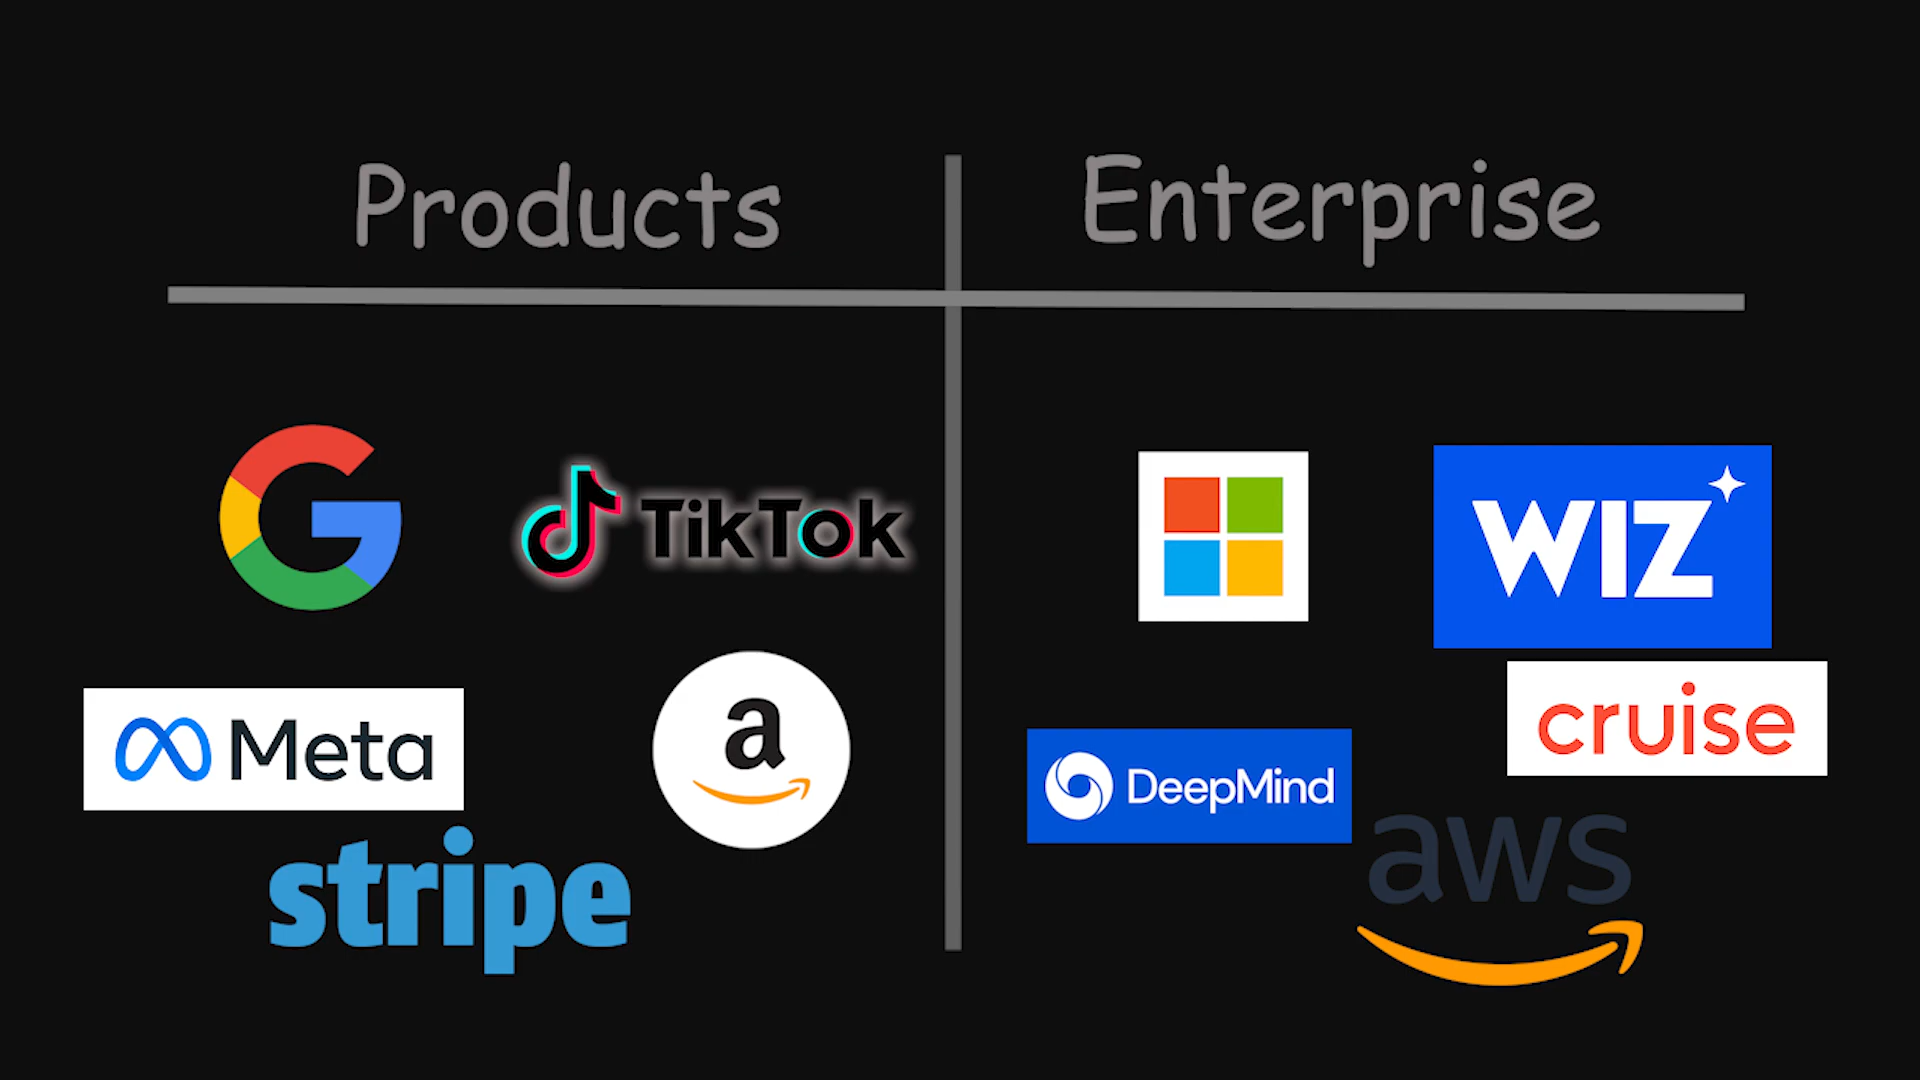 Products
Enterprise
TikTok
WIZ
Meta
a
cruise
DeepMind
stripe
aws